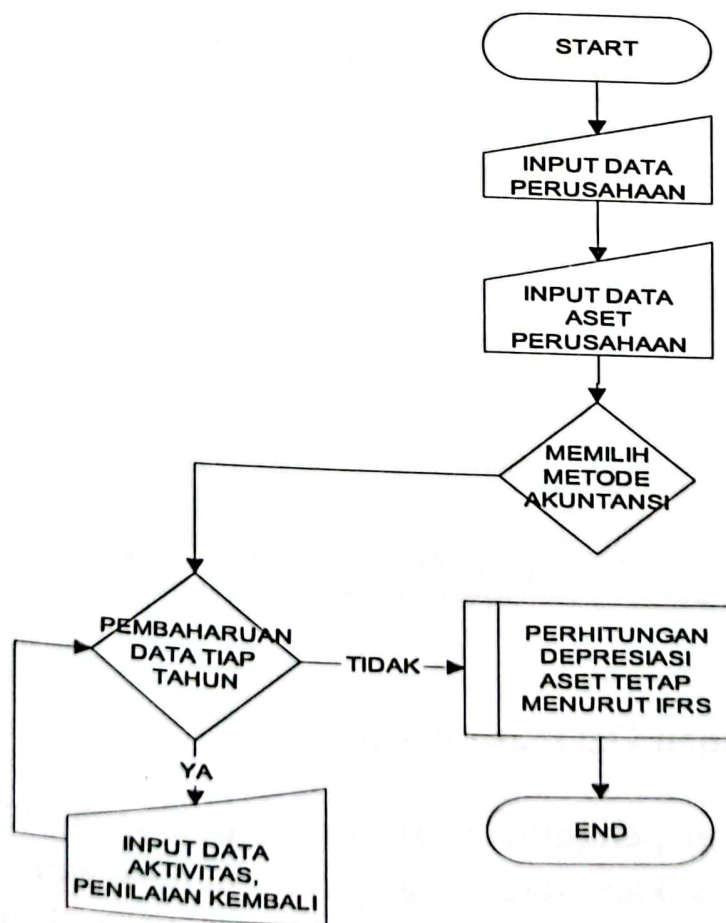 START
INPUT DATA
PERUSAHAAN
INPUT DATA
ASET
PERUSAHAAN
MEMILIH
METODE
AKUNTANSI
PEMBAHARUAN
DATA TIAP
TAHUN
TIDAK
PERHITUNGAN
DEPRESIASI
ASET TETAP
MENURUT IFRS
YA
INPUT DATA
AKTIVITAS,
PENILAIAN KEMBALI
END